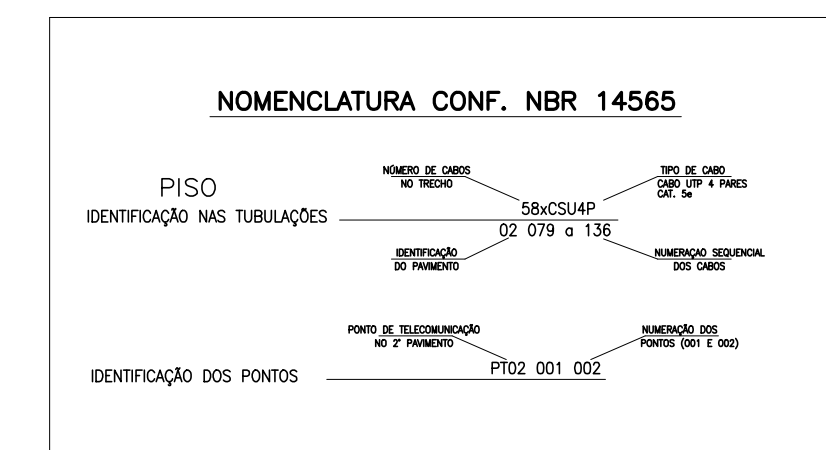 NOMENCLATURA CONF. NBR 14565
PISO
IDENTIFICAÇÃO NAS TUBULAÇÕES
NÚMERO DE CABOS
NO TRECHO
TIPO DE CABO
CABO UTP 4 PARES
CAT. 5e
58xCSU4P
02 079 a 136
IDENTIFICAÇÃO
DO PAVIMENTO
NUMERAÇAO SEQUENCIAL
DOS CABOS
PONTO DE TELECOMUNICAÇÃO
NO 2° PAVIMENTO
NUMERAÇÃO DOS
PONTOS (001 E 002)
IDENTIFICAÇÃO DOS PONTOS
PT02 001 002